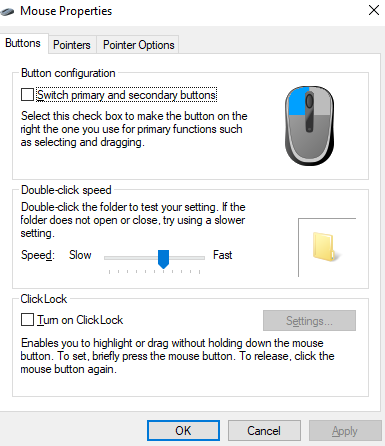 Mouse Properties
Buttons Pointers Pointer Options
Button configuration
Switch primary and secondary buttons
Select this check box to make the button on the
right the one you use for primary functions such
as selecting and dragging.
Double-click speed
Double-click the folder to test your setting. If the
folder does not open or close, try using a slower
setting.
Speed: Slow Fast
ClickLock
Turn on ClickLock Settings...
Enables you to highlight or drag without holding down the mouse
button. To set, briefly press the mouse button. To release, click the
mouse button again.
OK Cancel Apply